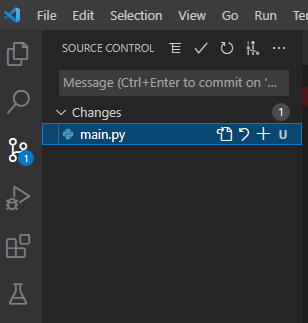 File Edit Selection View Go Run
SOURCE CONTROL
Message (Ctrl+Enter to commit on '...
Changes 1
1
main.py U